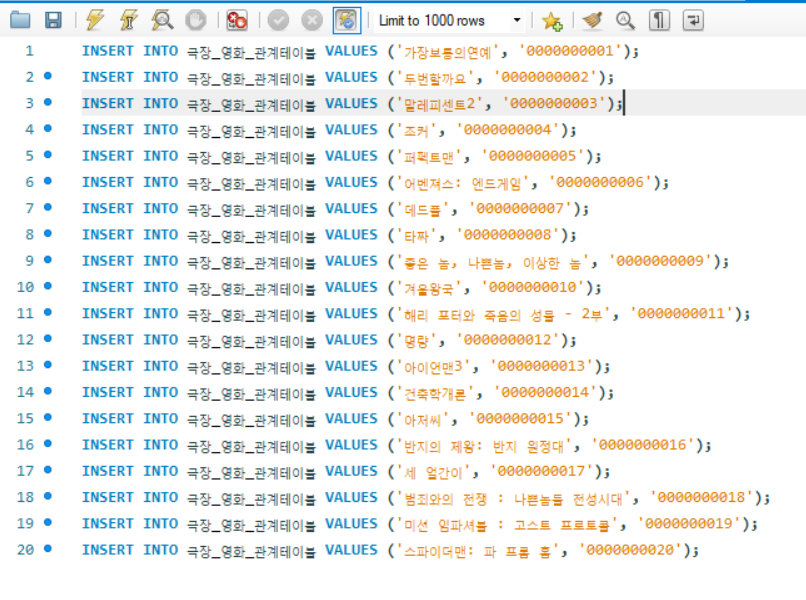 Limit to 1000 rows
1 INSERT INTO 극장_영화_관계테이블 VALUES ('가장보통의연예', '0000000001');
2 INSERT INTO 극장_영화_관계테이블 VALUES ('두번할까요', '0000000002');
3 INSERT INTO 극장_영화_관계테이블 VALUES ('말레피센트2', '0000000003');
4 INSERT INTO 극장_영화_관계테이블 VALUES ('조커', '0000000004');
5 INSERT INTO 극장_영화_관계테이블 VALUES ('퍼펙트맨', '0000000005');
6 INSERT INTO 극장_영화_관계테이블 VALUES ('어벤져스: 엔드게임', '0000000006');
7 INSERT INTO 극장_영화_관계테이블 VALUES ('데드풀', '0000000007');
8 INSERT INTO 극장_영화_관계테이블 VALUES ('타짜', '0000000008');
9 INSERT INTO 극장_영화_관계테이블 VALUES ('좋은 놈, 나쁜놈, 이상한 놈', '0000000009');
10 INSERT INTO 극장_영화_관계테이블 VALUES ('겨울왕국', '0000000010');
11 INSERT INTO 극장_영화_관계테이블 VALUES ('해리 포터와 죽음의 성물 - 2부', '0000000011');
12 INSERT INTO 극장_영화_관계테이블 VALUES ('명량', '0000000012');
13 INSERT INTO 극장_영화_관계테이블 VALUES ('아이언맨3', '0000000013');
14 INSERT INTO 극장_영화_관계테이블 VALUES ('건축학개론', '0000000014');
15 INSERT INTO 극장_영화_관계테이블 VALUES ('아저씨', '0000000015');
16 INSERT INTO 극장_영화_관계테이블 VALUES ('반지의 제왕: 반지 원정대', '0000000016');
17 INSERT INTO 극장_영화_관계테이블 VALUES ('세 얼간이', '0000000017');
18 INSERT INTO 극장_영화_관계테이블 VALUES ('범죄와의 전쟁 : 나쁜놈들 전성시대', '0000000018');
19 INSERT INTO 극장_영화_관계테이블 VALUES ('미션 임파셔블 : 고스트 프로토콜', '0000000019');
20 INSERT INTO 극장_영화_관계테이블 VALUES ('스파이더맨: 파 프롬 홈', '0000000020');